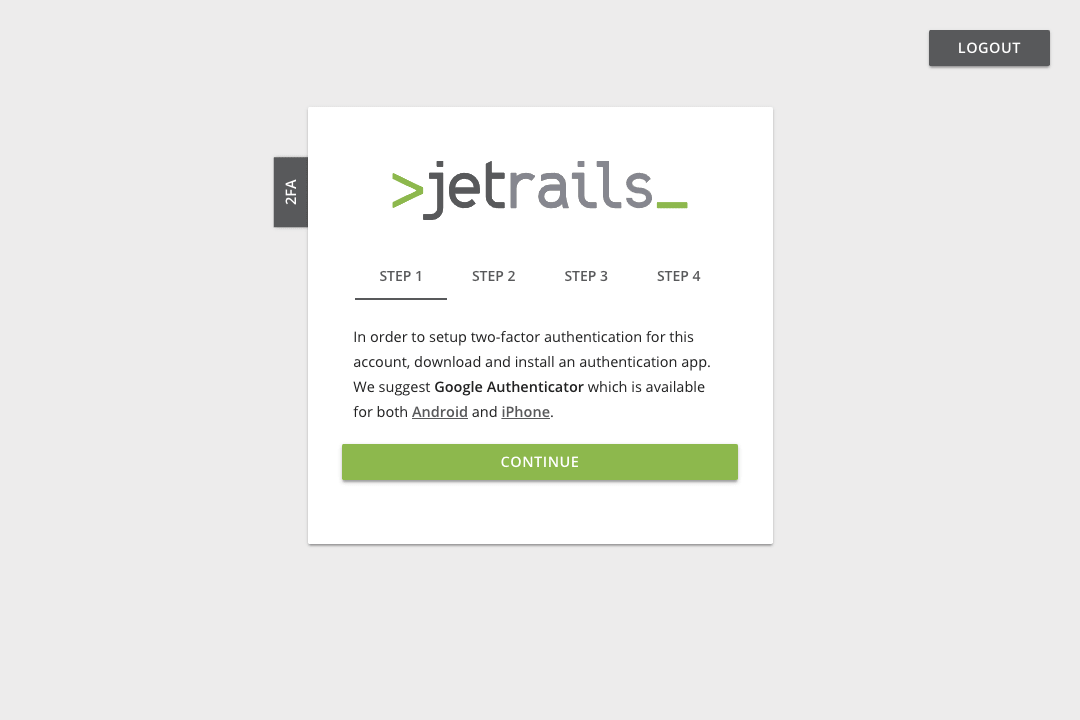 LOGOUT
2FA
>jetrails_
STEP 1 STEP 2 STEP 3 STEP 4
In order to setup two-factor authentication for this
account, download and install an authentication app.
We suggest Google Authenticator which is available
for both Android and iPhone.
CONTINUE